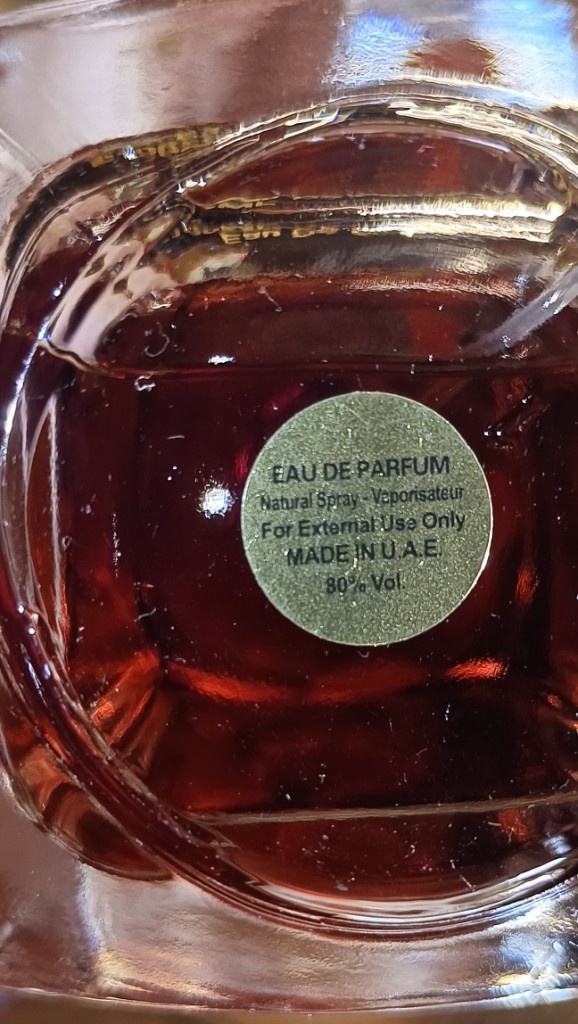 EAU DE PARFUM
Natural Spray - Vaporisateur
For External Use Only
MADE IN U.A.E.
80% Vol.